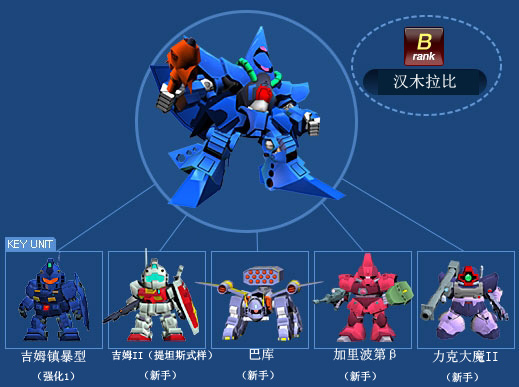 B
rank
汉木拉比
KEY UNIT
吉姆镇暴型
(强化1)
吉姆II（提坦斯式样）
(新手)
巴库
(新手)
加里波第β
(新手)
力克大魔II
(新手)